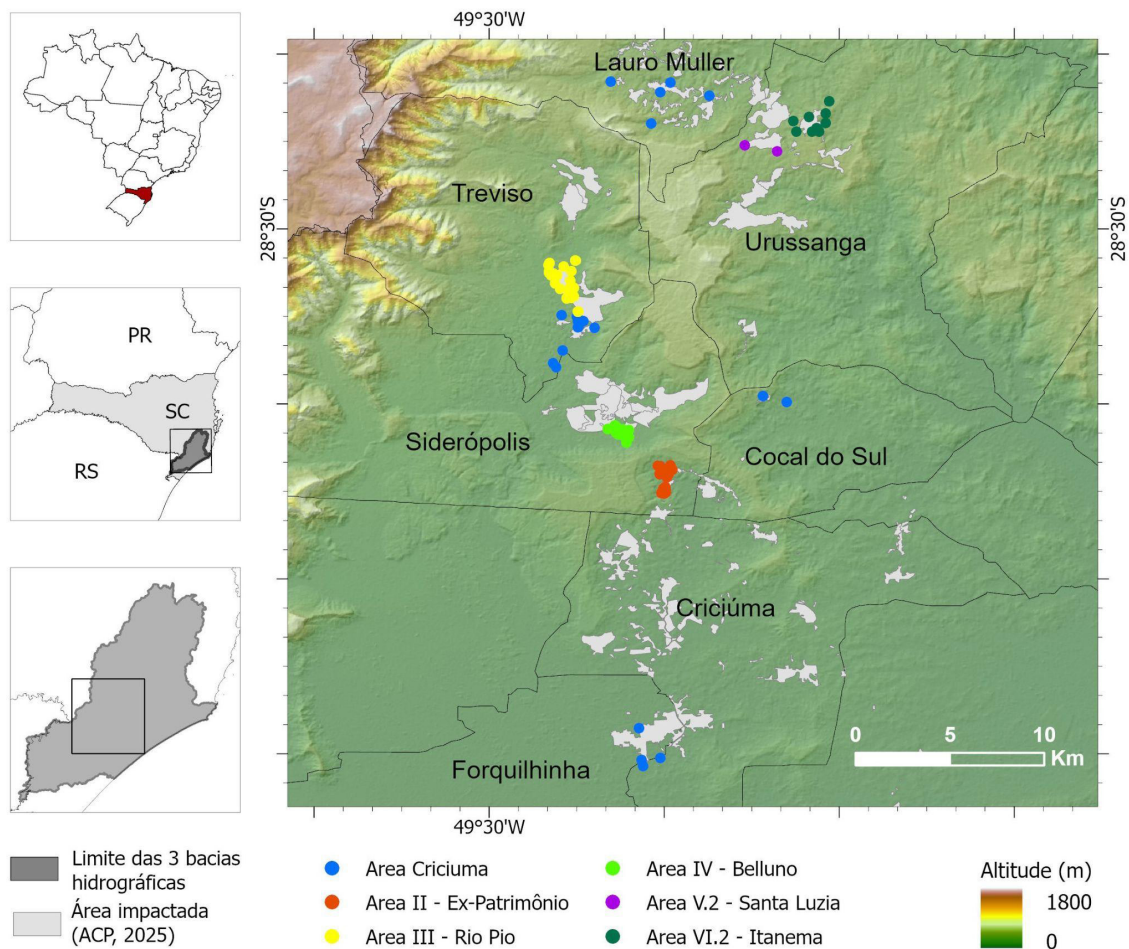 49°30'W
Lauro Muller
Treviso
28°30'S
28°30'S
Urussanga
PR
SC
RS
Siderópolis
Cocal do Sul
Criciúma
0
5
10
Km
Forquilhinha
49°30'W
Limite das 3 bacias
hidrográficas
Área impactada
(ACP, 2025)
Area Criciuma
Area II - Ex-Patrimônio
Area III - Rio Pio
Area IV - Belluno
Area V.2 - Santa Luzia
Area VI.2 - Itanema
Altitude (m)
1800
0